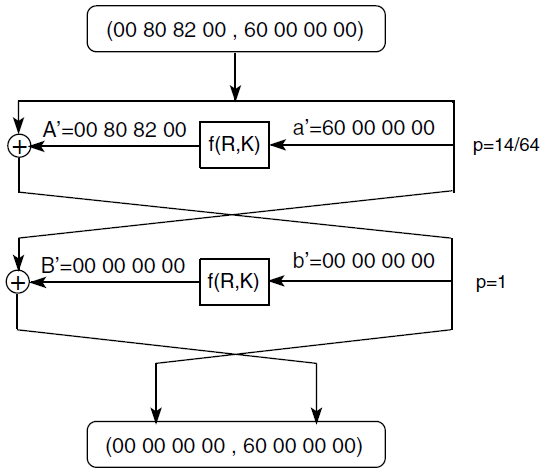 (00 80 82 00 , 60 00 00 00)
A’=00 80 82 00
f(R,K)
a’=60 00 00 00
p=14/64
+
B’=00 00 00 00
f(R,K)
b’=00 00 00 00
p=1
+
(00 00 00 00 , 60 00 00 00)